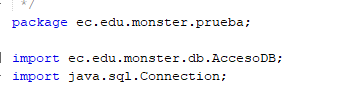 */
package ec.edu.monster.prueba;
import ec.edu.monster.db.AccesoDB;
import java.sql.Connection;